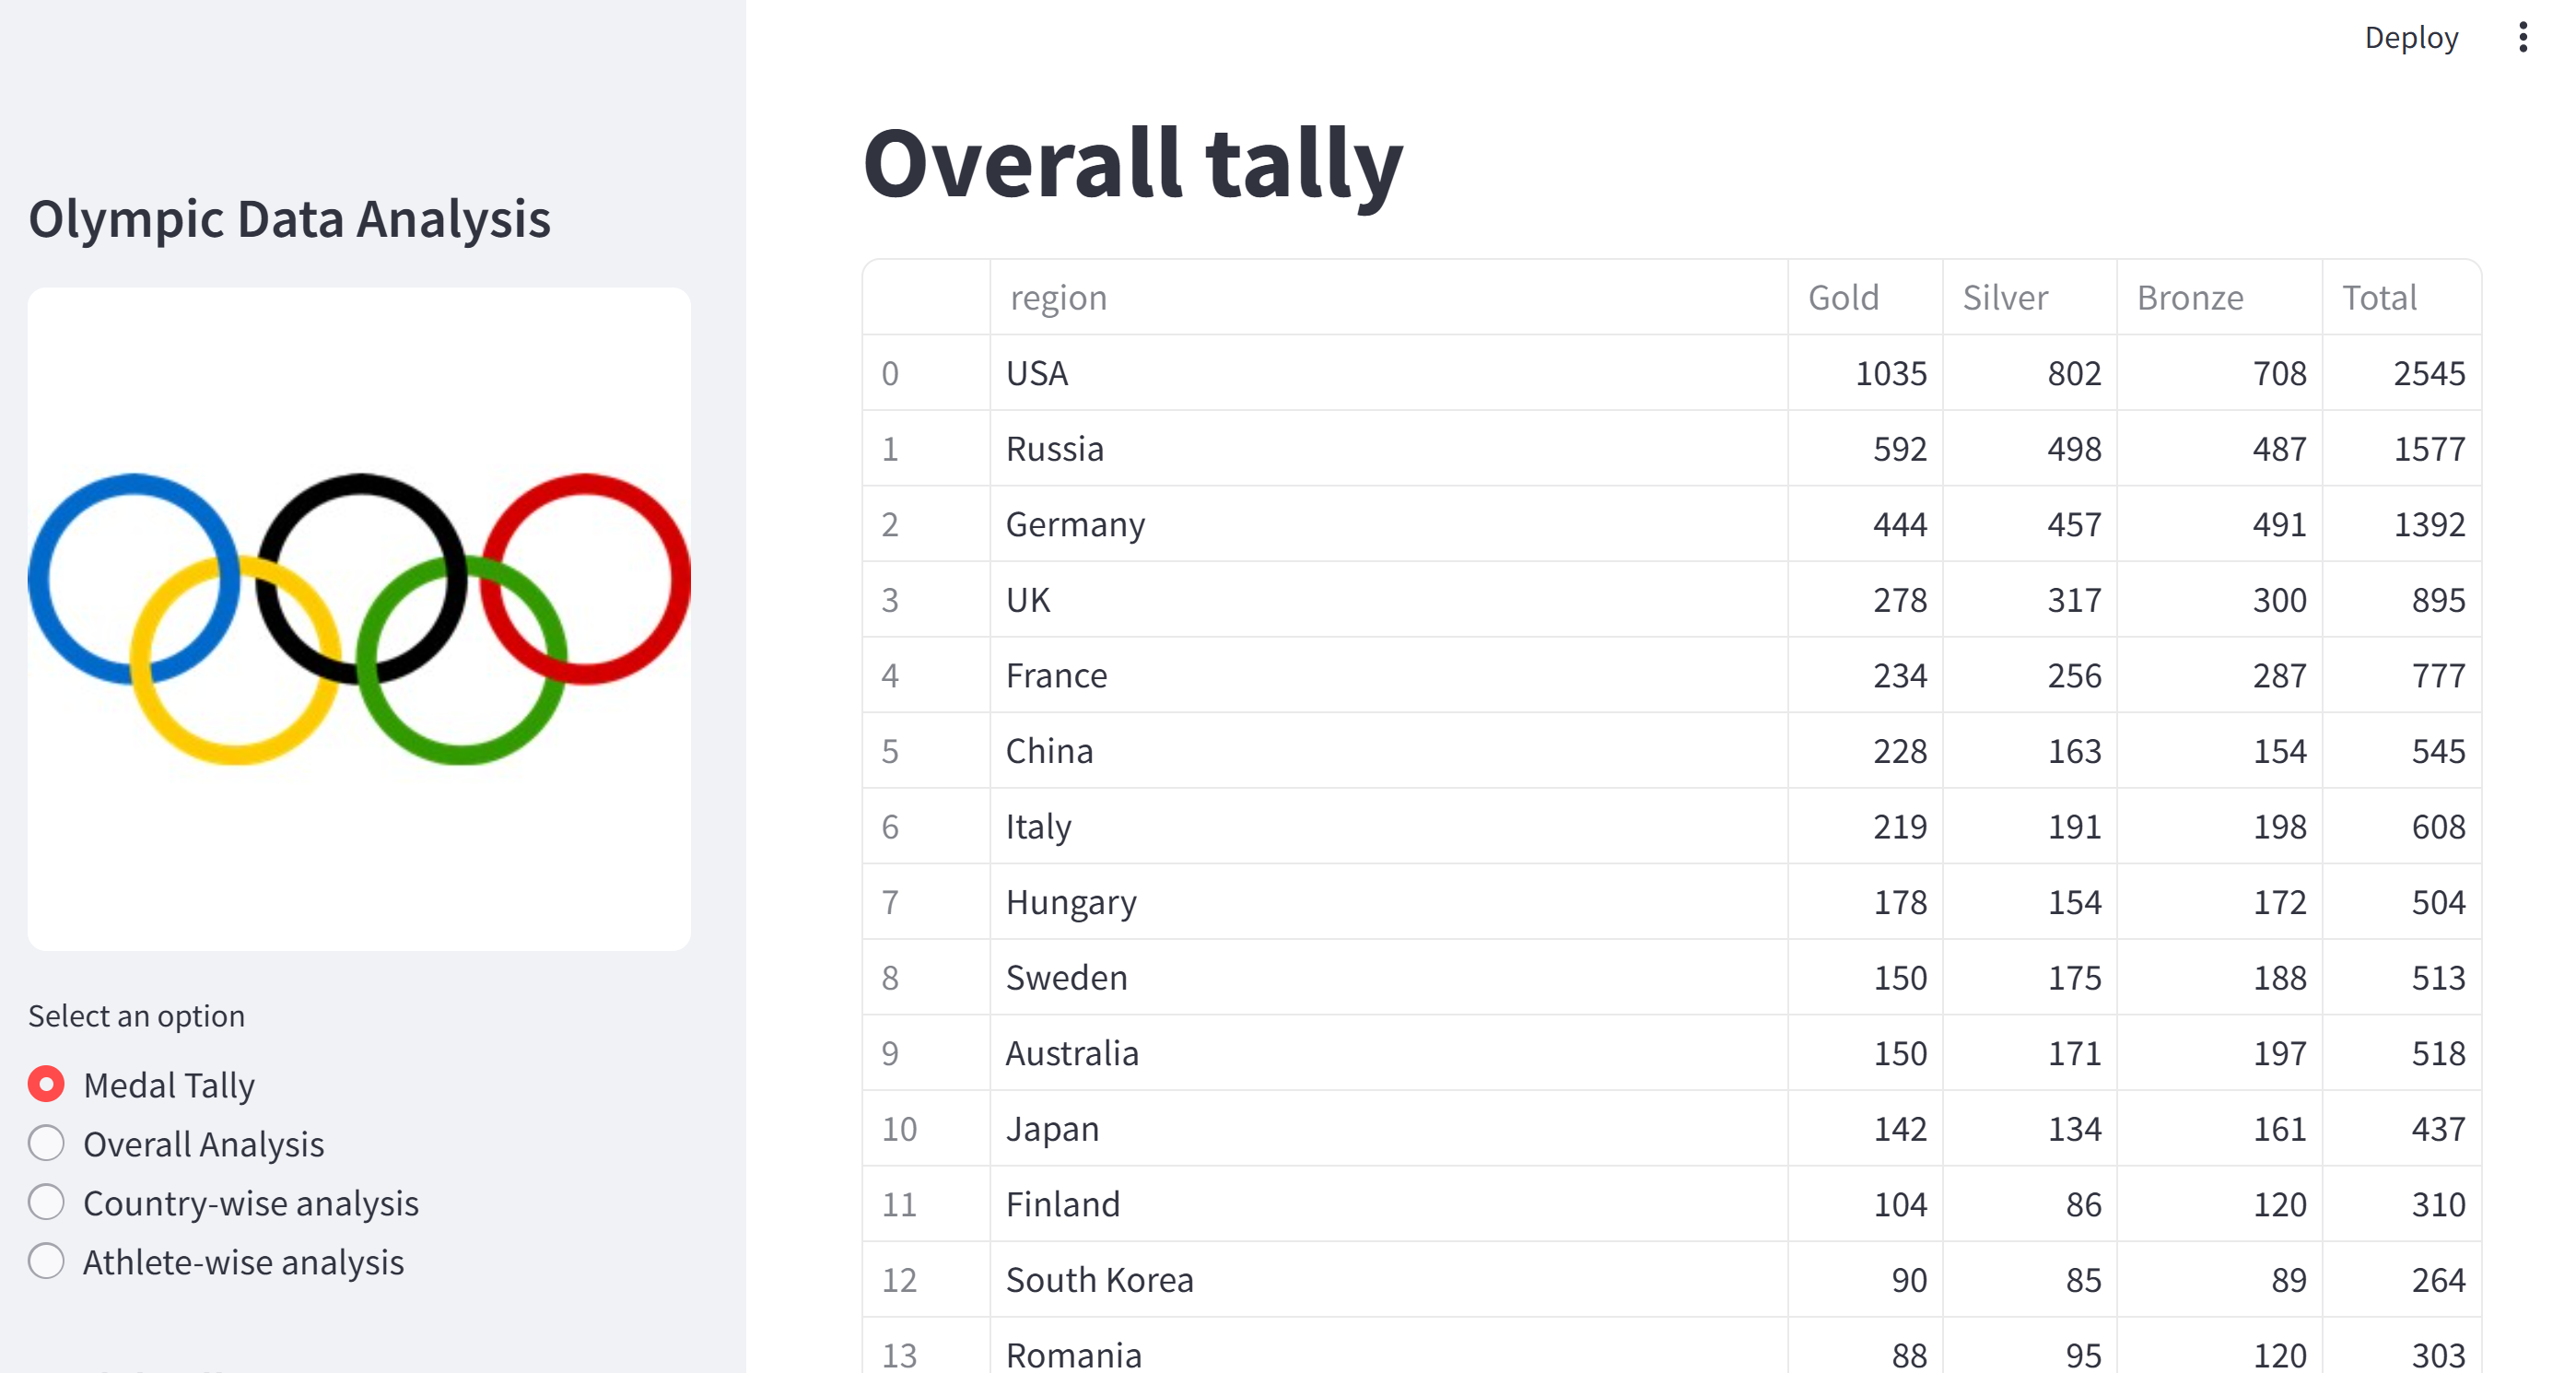 Deploy
Olympic Data Analysis
Select an option
Medal Tally
Overall Analysis
Country-wise analysis
Athlete-wise analysis
Overall tally
region Gold Silver Bronze Total
0 USA 1035 802 708 2545
1 Russia 592 498 487 1577
2 Germany 444 457 491 1392
3 UK 278 317 300 895
4 France 234 256 287 777
5 China 228 163 154 545
6 Italy 219 191 198 608
7 Hungary 178 154 172 504
8 Sweden 150 175 188 513
9 Australia 150 171 197 518
10 Japan 142 134 161 437
11 Finland 104 86 120 310
12 South Korea 90 85 89 264
13 Romania 88 95 120 303